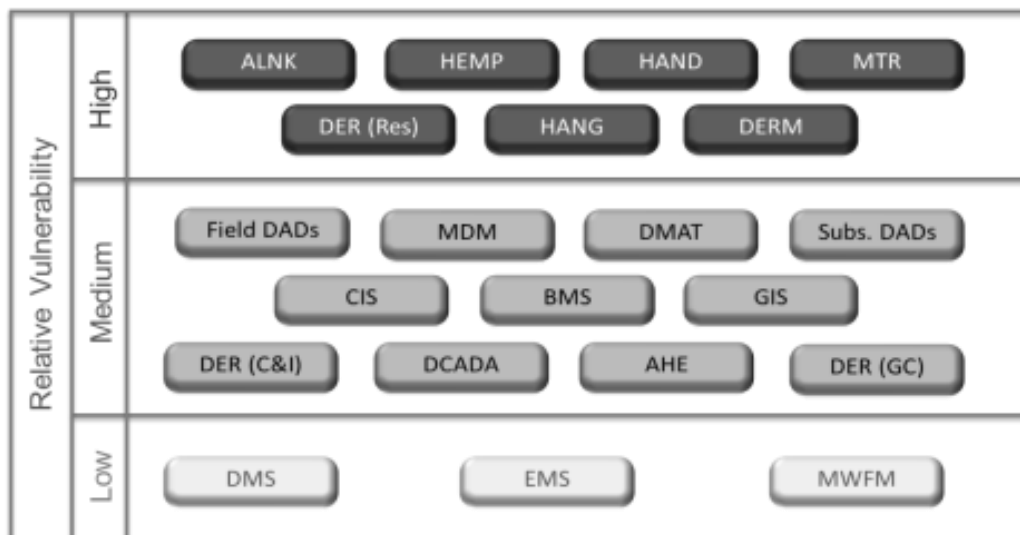 Relative Vulnerability
High
ALNK HEMP HAND MTR
DER (Res) HANG DERM
Medium
Field DADs MDM DMAT Subs. DADs
CIS BMS GIS
DER (C&I) DCADA AHE DER (GC)
Low
DMS EMS MWFM